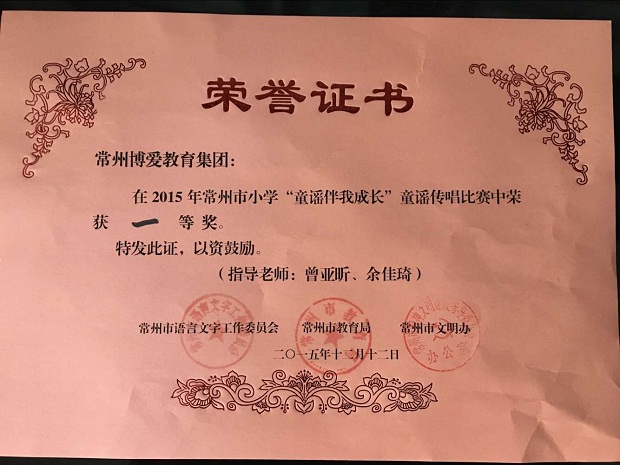 荣誉证书
常州博爱教育集团：
在 2015 年常州市小学“童谣伴我成长”童谣传唱比赛中荣
获 一 等 奖。
特发此证，以资鼓励。
（指导老师：曾亚昕、余佳琦）
常州市语言文字工作委员会 常州市教育局 常州市文明办
二〇一五年十二月十二日